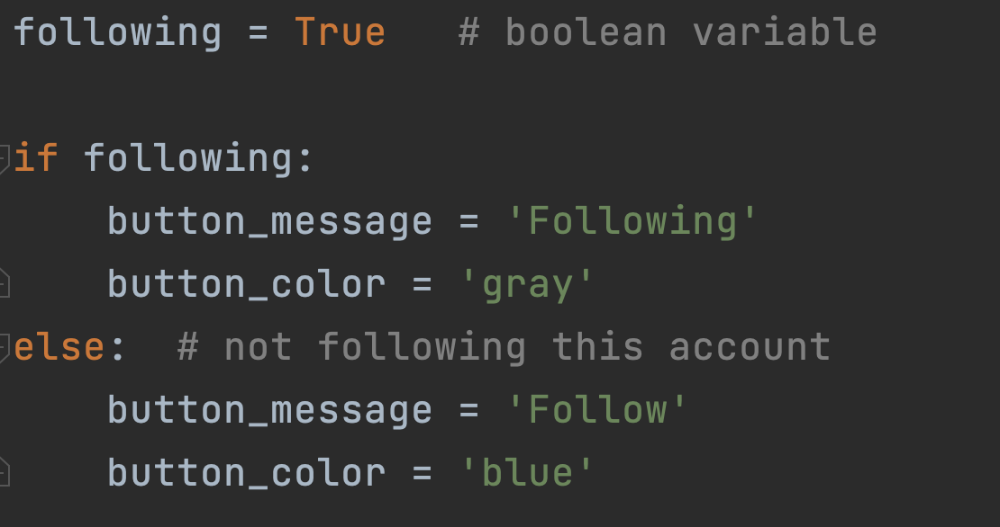 following = True   # boolean variable
if following:
    button_message = 'Following'
    button_color = 'gray'
else:  # not following this account
    button_message = 'Follow'
    button_color = 'blue'